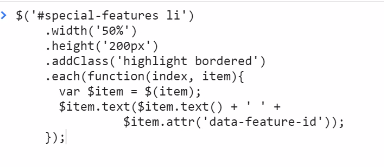 > $('#special-features li')
.width('50%')
.height('200px')
.addClass('highlight bordered')
.each(function(index, item){
var $item = $(item);
$item.text($item.text() + ' ' +
$item.attr('data-feature-id'));
});